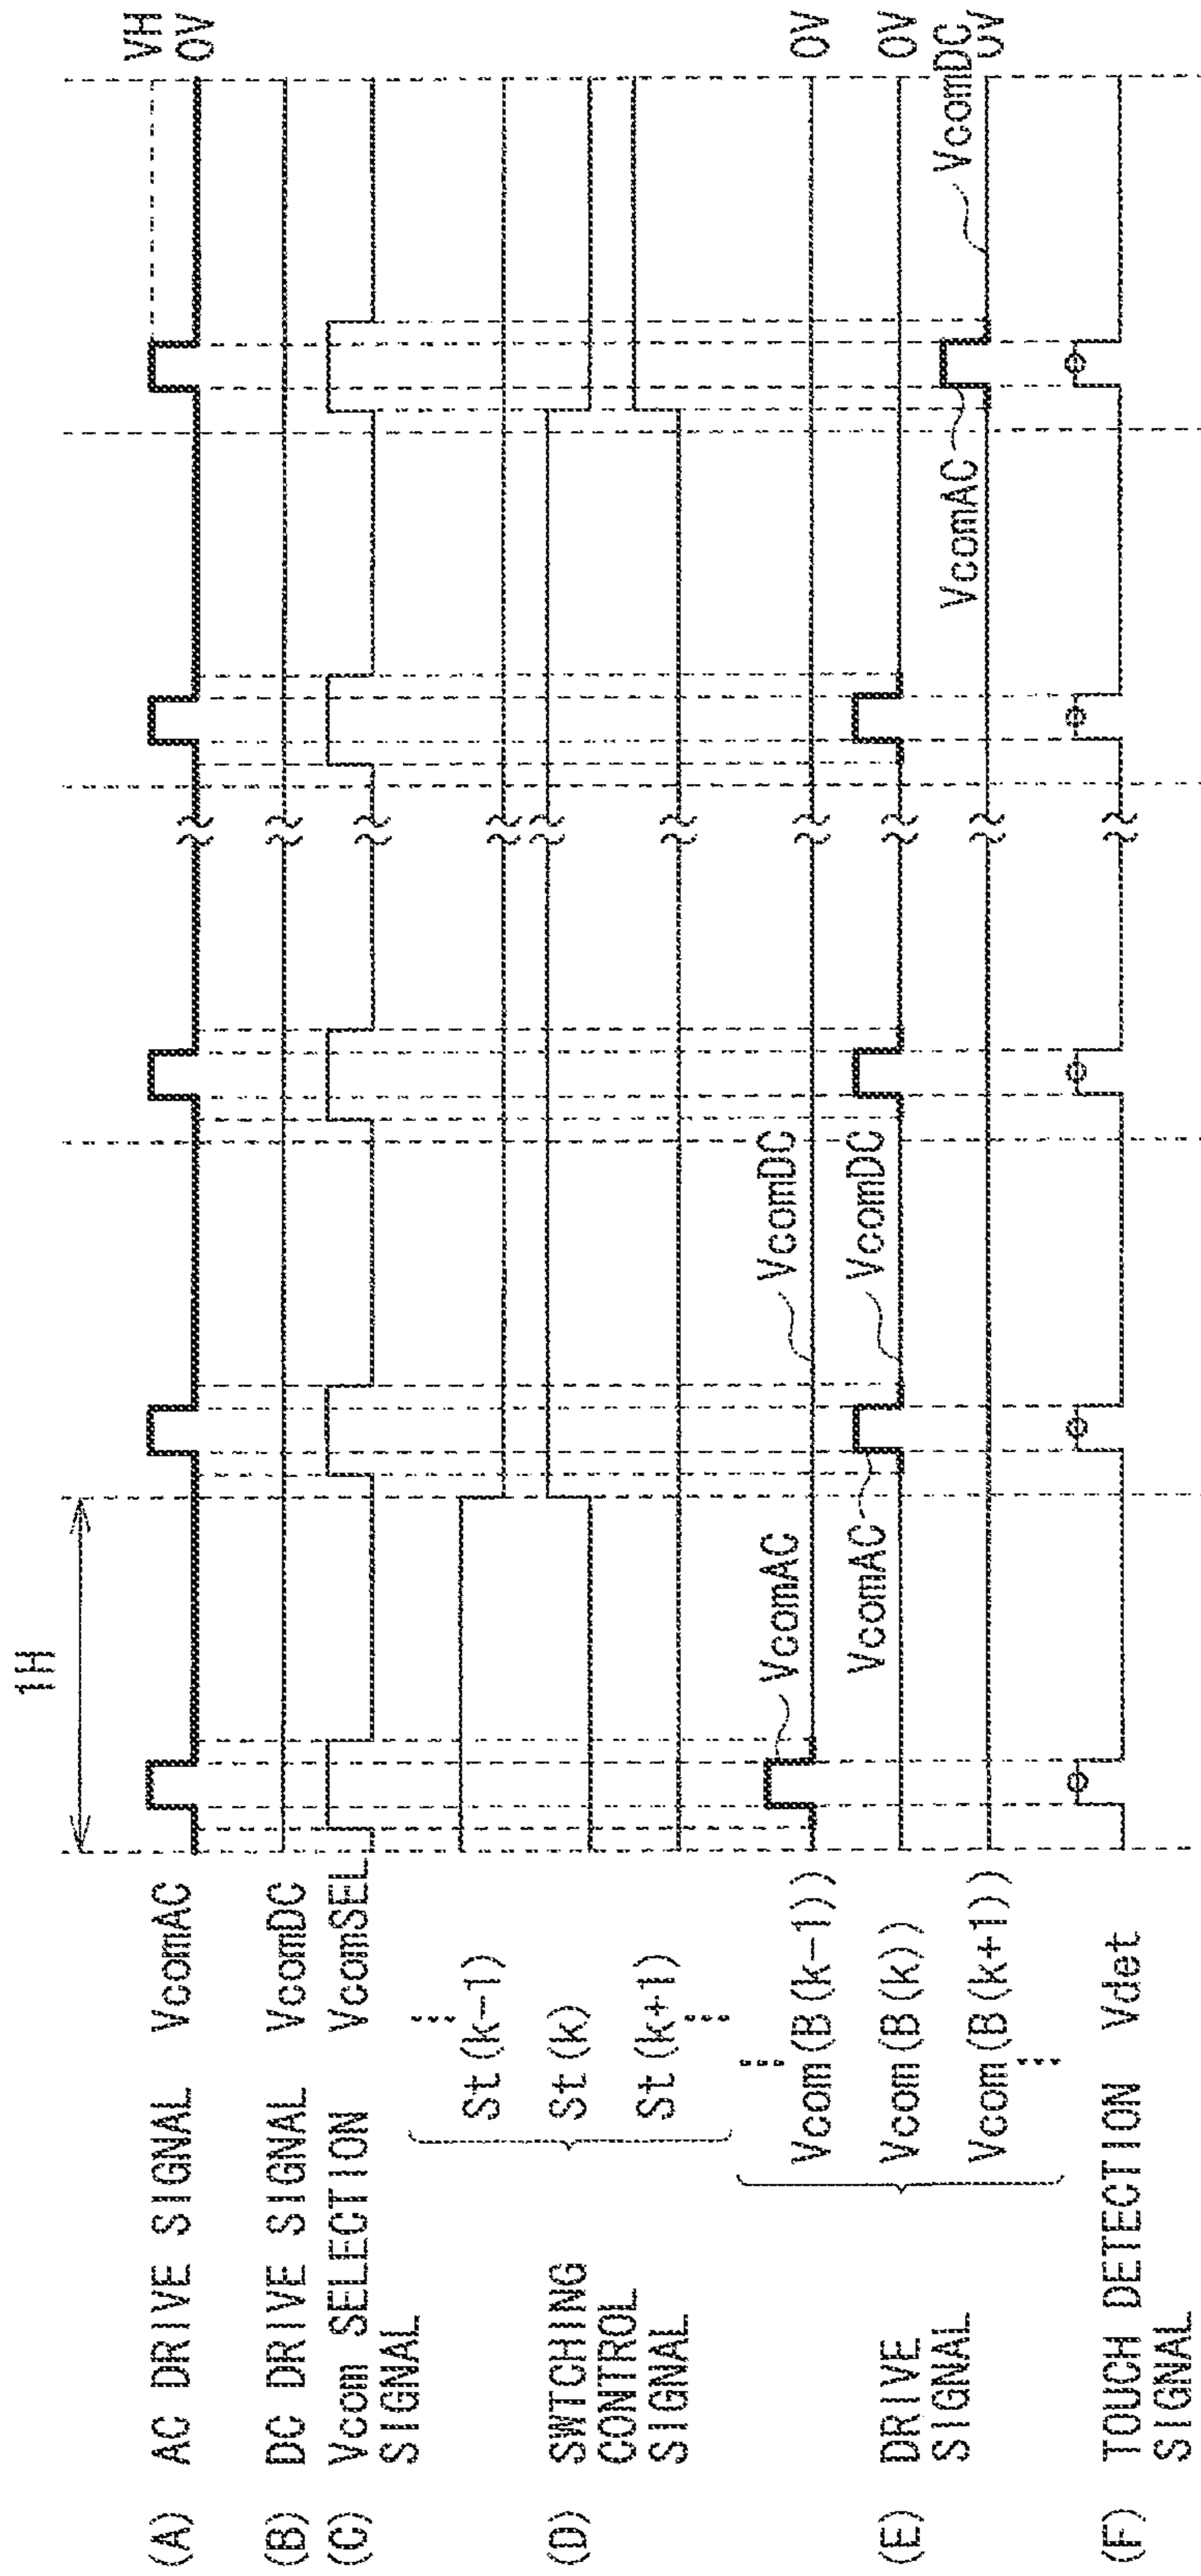 1H
VH
0V
(A) AC DRIVE SIGNAL VcomAC
(B) DC DRIVE SIGNAL VcomDC
(C) Vcom SELECTION VcomSEL
SIGNAL
St(k-1)
(D) SWTCHING St(k)
CONTROL
SIGNAL St(k+1)
VcomAC
VcomDC
Vcom(B(k-1))
0V
VcomAC
VcomDC
(E) DRIVE Vcom(B(k))
SIGNAL
0V
VcomAC
VcomDC
Vcom(B(k+1))
0V
(F) TOUCH DETECTION Vdet
SIGNAL